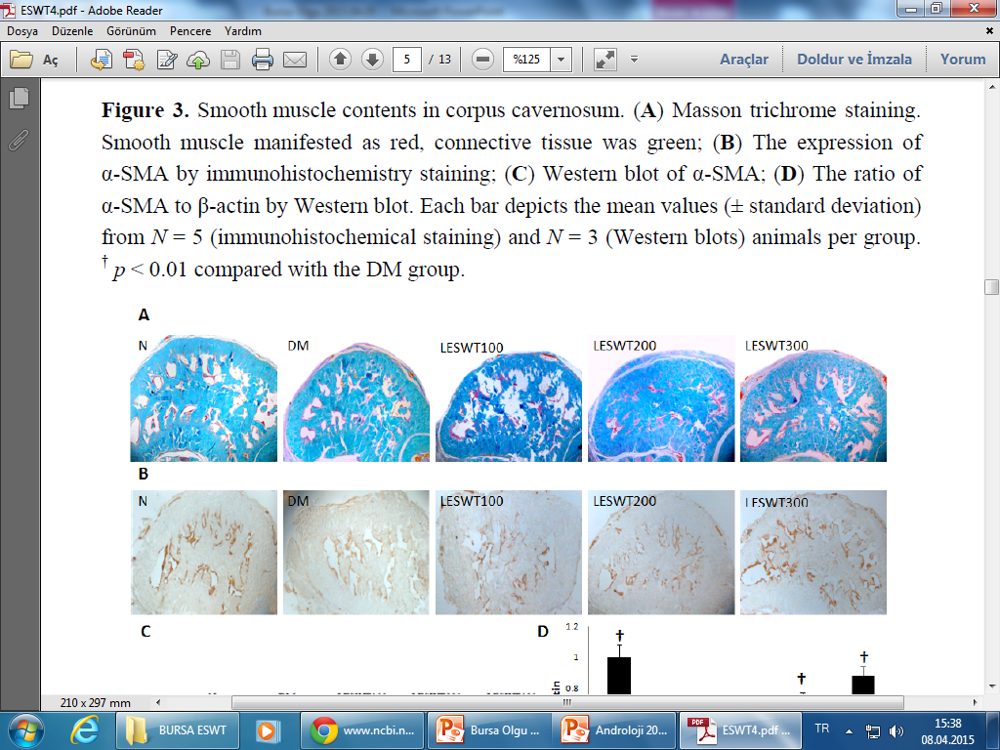 ESWT4.pdf - Adobe Reader
Dosya Düzenle Görünüm Pencere Yardım
Aç 5 / 13 %125 Araçlar Doldur ve İmzala Yorum
Figure 3. Smooth muscle contents in corpus cavernosum. (A) Masson trichrome staining.
Smooth muscle manifested as red, connective tissue was green; (B) The expression of
α-SMA by immunohistochemistry staining; (C) Western blot of α-SMA; (D) The ratio of
α-SMA to β-actin by Western blot. Each bar depicts the mean values (± standard deviation)
from N = 5 (immunohistochemical staining) and N = 3 (Western blots) animals per group.
† p < 0.01 compared with the DM group.
A
N DM LESWT100 LESWT200 LESWT300
B
N DM LESWT100 LESWT200 LESWT300
C D 1.2
†
1 †
†
0.8
210 x 297 mm
BURSA ESWT www.ncbi.n... Bursa Olgu ... Androloji 20... ESWT4.pdf ... TR 15:38
08.04.2015